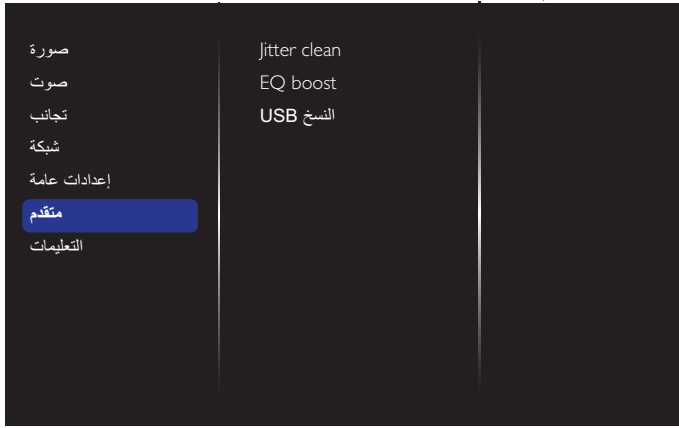 صورة
صوت
تجانب
شبكة
إعدادات عامة
متقدم
التعليمات
Jitter clean
EQ boost
النسخ USB